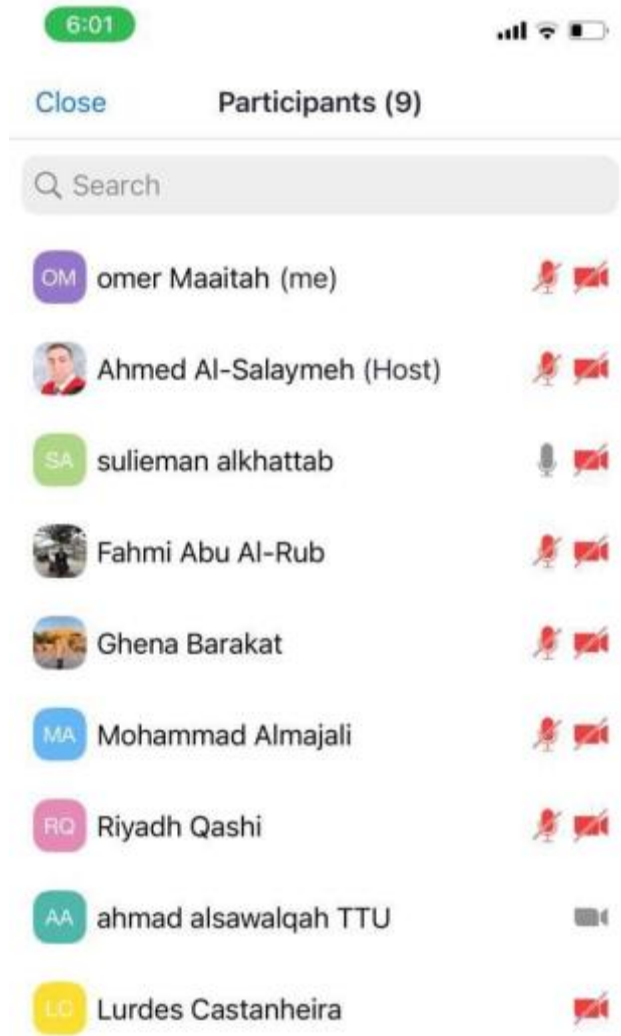 6:01
Close Participants (9)
Search
OM omer Maaitah (me)
Ahmed Al-Salaymeh (Host)
SA sulieman alkhattab
Fahmi Abu Al-Rub
Ghena Barakat
MA Mohammad Almajali
RQ Riyadh Qashi
AA ahmad alsawalqah TTU
LC Lurdes Castanheira